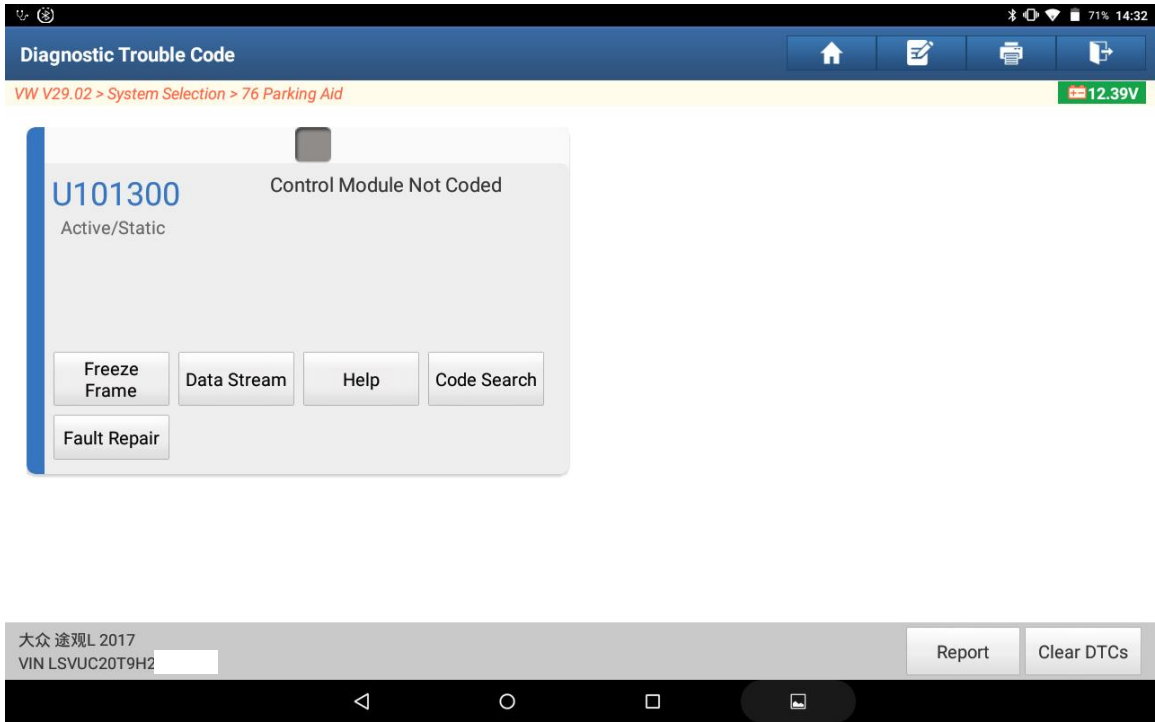 71% 14:32
Diagnostic Trouble Code
VW V29.02 > System Selection > 76 Parking Aid
12.39V
U101300
Control Module Not Coded
Active/Static
Freeze
Frame
Data Stream
Help
Code Search
Fault Repair
大众 途观L 2017
VIN LSVUC20T9H2
Report
Clear DTCs